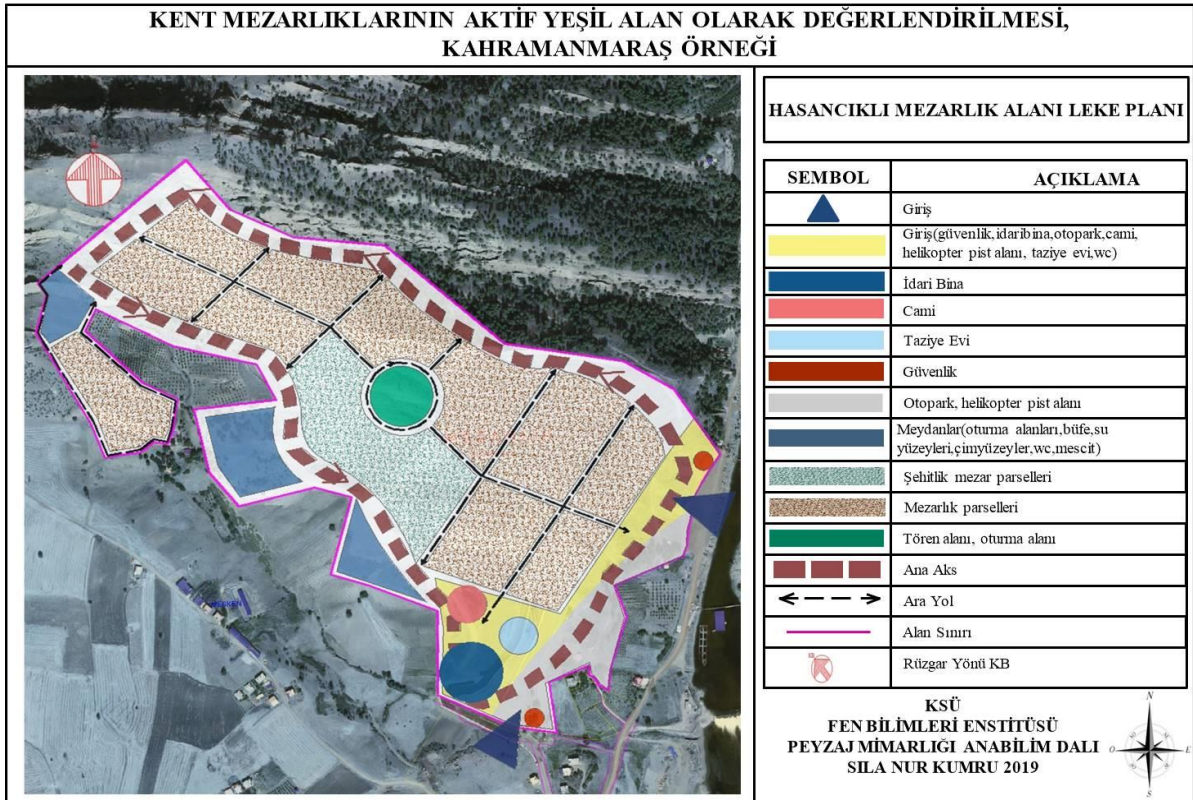 KENT MEZARLIKLARININ AKTİF YEŞİL ALAN OLARAK DEĞERLENDİRİLMESİ,
KAHRAMANMARAŞ ÖRNEĞİ
HASANCIKLI MEZARLIK ALANI LEKE PLANI
SEMBOL AÇIKLAMA
Giriş
Giriş(güvenlik,idaribina,otopark,cami,
helikopter pist alanı, taziye evi,wc)
İdari Bina
Cami
Taziye Evi
Güvenlik
Otopark, helikopter pist alanı
Meydanlar(oturma alanları,büfe,su
yüzeyleri,çimyüzeyler,wc,mescit)
Şehitlik mezar parselleri
Mezarlık parselleri
Tören alanı, oturma alanı
Ana Aks
Ara Yol
Alan Sınırı
Rüzgar Yönü KB
KSÜ
FEN BİLİMLERİ ENSTİTÜSÜ
PEYZAJ MİMARLIĞI ANABİLİM DALI
SILA NUR KUMRU 2019
N
O
E
S